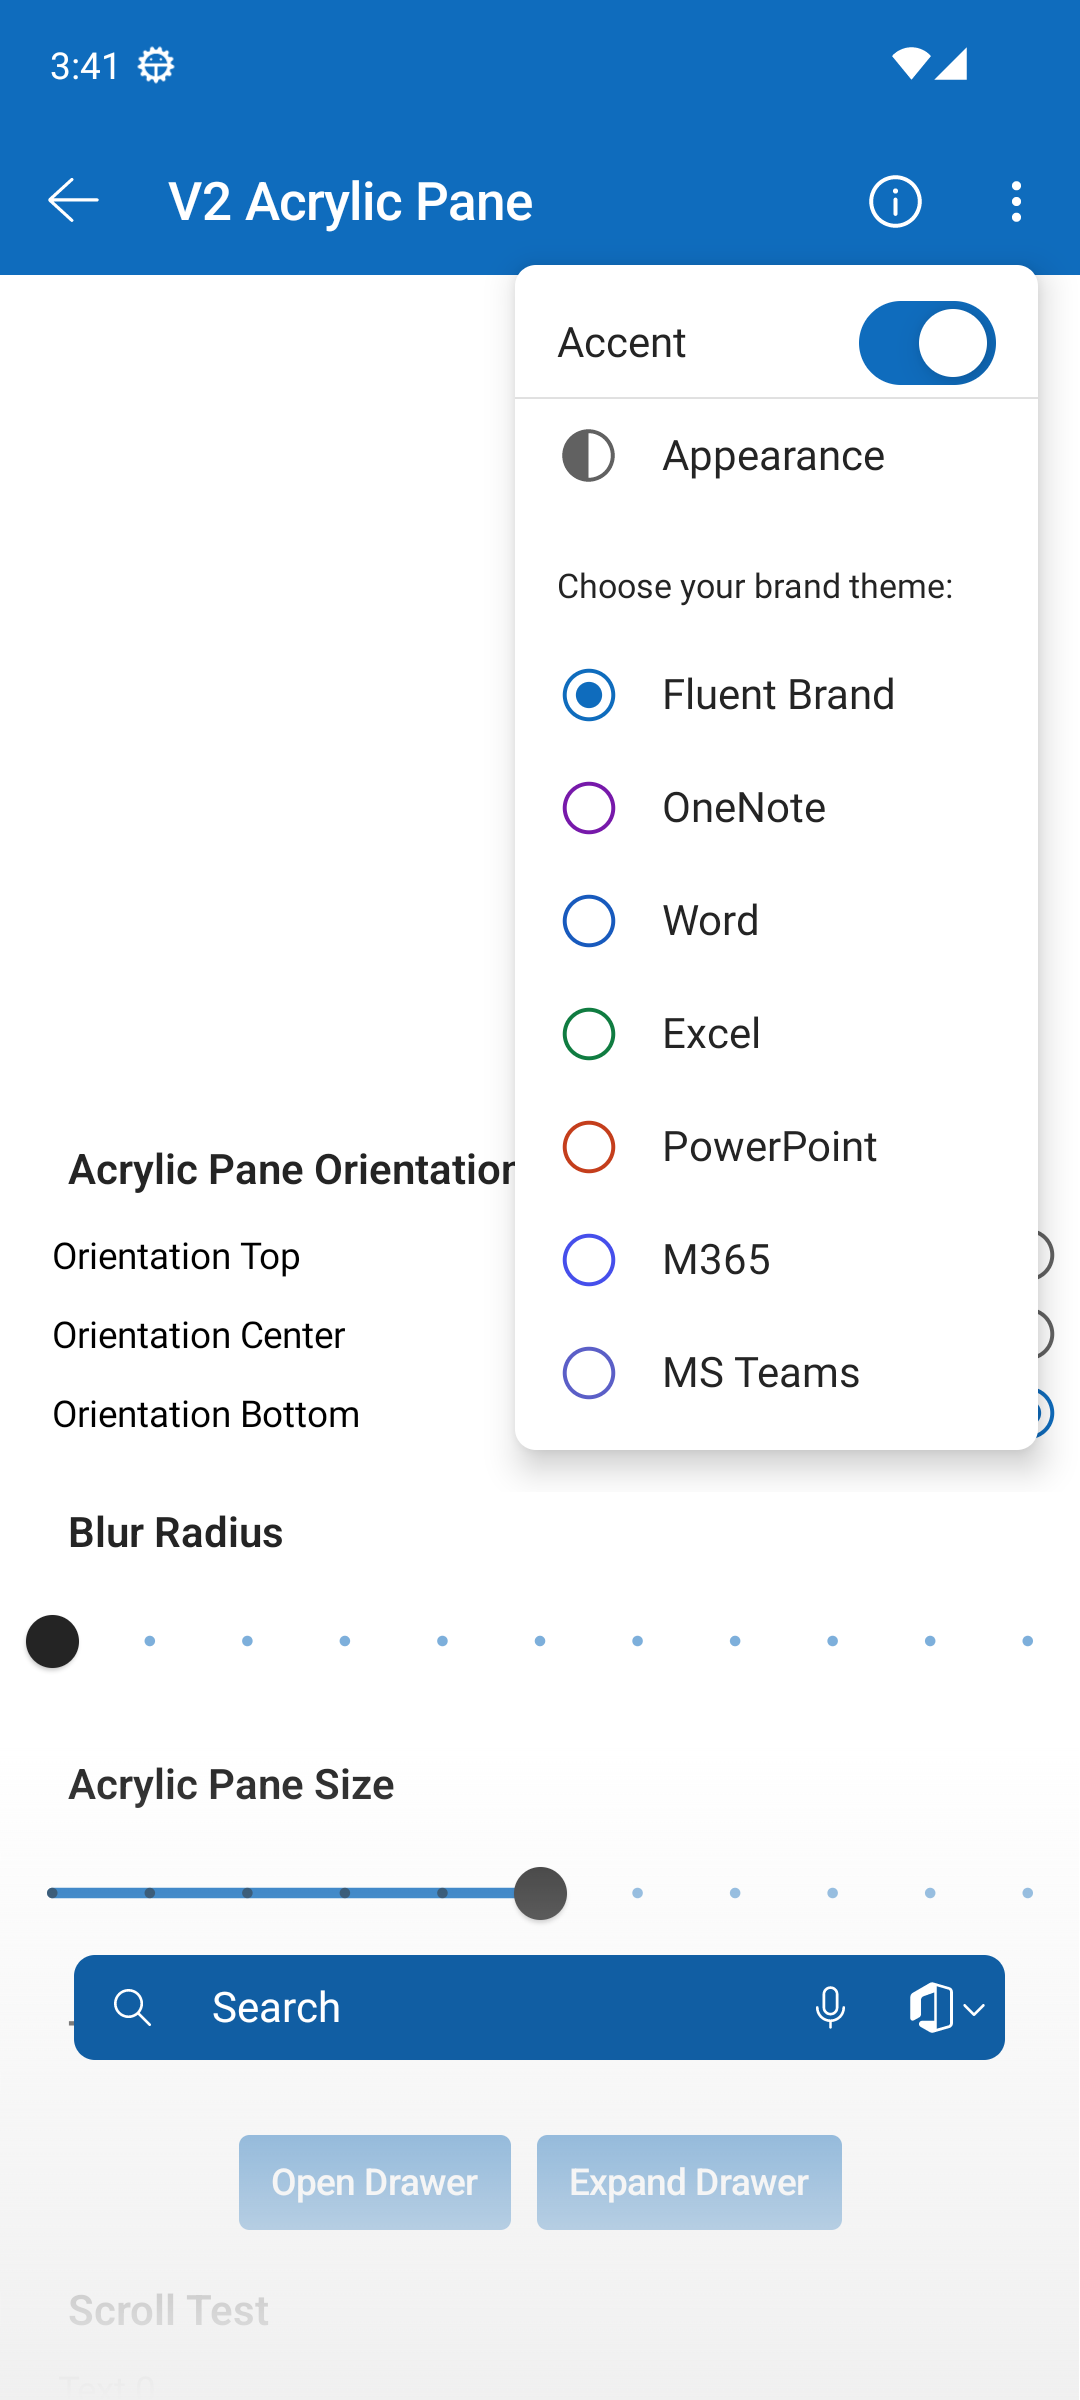 3:41
V2 Acrylic Pane
Accent
Appearance
Choose your brand theme:
Fluent Brand
OneNote
Word
Excel
PowerPoint
M365
MS Teams
Acrylic Pane Orientation
Orientation Top
Orientation Center
Orientation Bottom
Blur Radius
Acrylic Pane Size
Search
Open Drawer
Expand Drawer
Scroll Test
Text 0